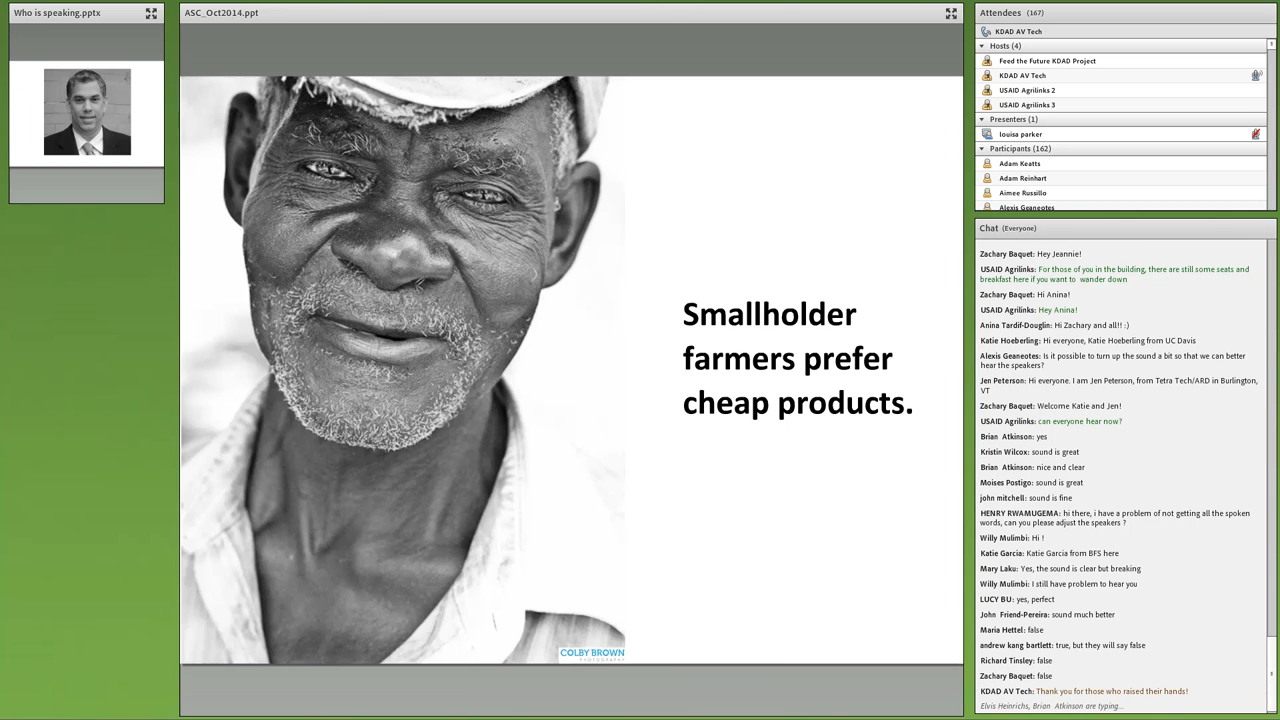 Who is speaking.pptx
ASC_Oct2014.ppt
Smallholder
farmers prefer
cheap products.
COLBY BROWN
PHOTOGRAPHY
Attendees (167)
KDAD AV Tech
Hosts (4)
Feed the Future KDAD Project
KDAD AV Tech
USAID Agrilinks 2
USAID Agrilinks 3
Presenters (1)
louisa parker
Participants (162)
Adam Keatts
Adam Reinhart
Aimee Russillo
Alexis Geaneotes
Chat (Everyone)
Zachary Baquet: Hey Jeannie!
USAID Agrilinks: For those of you in the building, there are still some seats and
breakfast here if you want to wander down
Zachary Baquet: Hi Anina!
USAID Agrilinks: Hey Anina!
Anina Tardif-Douglin: Hi Zachary and all!! :)
Katie Hoeberling: Hi everyone, Katie Hoeberling from UC Davis
Alexis Geaneotes: Is it possible to turn up the sound a bit so that we can better
hear the speakers?
Jen Peterson: Hi everyone. I am Jen Peterson, from Tetra Tech/ARD in Burlington,
VT
Zachary Baquet: Welcome Katie and Jen!
USAID Agrilinks: can everyone hear now?
Brian Atkinson: yes
Kristin Wilcox: sound is great
Brian Atkinson: nice and clear
Moises Postigo: sound is great
john mitchell: sound is fine
HENRY RWAMUGEMA: hi there, i have a problem of not getting all the spoken
words, can you please adjust the speakers ?
Willy Mulimbi: Hi !
Katie Garcia: Katie Garcia from BFS here
Mary Laku: Yes, the sound is clear but breaking
Willy Mulimbi: I still have problem to hear you
LUCY BU: yes, perfect
John Friend-Pereira: sound much better
Maria Hettel: false
andrew kang bartlett: true, but they will say false
Richard Tinsley: false
Zachary Baquet: false
KDAD AV Tech: Thank you for those who raised their hands!
Elvis Heinrichs, Brian Atkinson are typing...